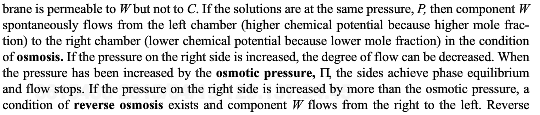 brane is permeable to W but not to C. If the solutions are at the same pressure, P, then component W
spontaneously flows from the left chamber (higher chemical potential because higher mole frac-
tion) to the right chamber (lower chemical potential because lower mole fraction) in the condition
of osmosis. If the pressure on the right side is increased, the degree of flow can be decreased. When
the pressure has been increased by the osmotic pressure, Π, the sides achieve phase equilibrium
and flow stops. If the pressure on the right side is increased by more than the osmotic pressure, a
condition of reverse osmosis exists and component W flows from the right to the left. Reverse